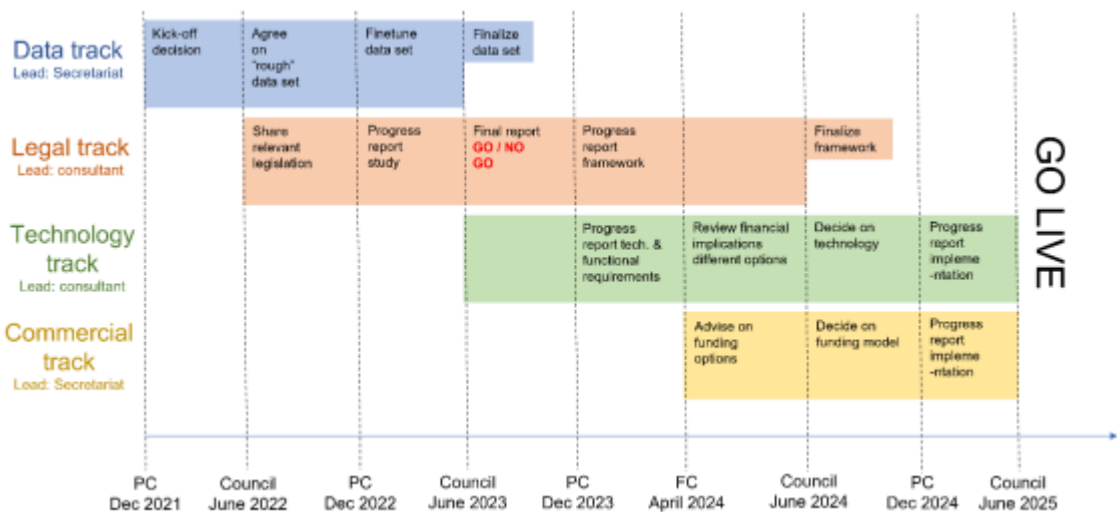 Data track
Lead: Secretariat
Kick-off
decision
Agree
on
"rough"
data set
Finetune
data set
Finalize
data set
Legal track
Lead: consultant
Share
relevant
legislation
Progress
report
study
Final report
GO / NO
GO
Progress
report
framework
Finalize
framework
Technology
track
Lead: consultant
Progress
report tech. &
functional
requirements
Review financial
implications
different options
Decide on
technology
Progress
report
impleme
-ntation
Commercial
track
Lead: Secretariat
Advise on
funding
options
Decide on
funding model
Progress
report
impleme
-ntation
GO LIVE
PC
Dec 2021
Council
June 2022
PC
Dec 2022
Council
June 2023
PC
Dec 2023
FC
April 2024
Council
June 2024
PC
Dec 2024
Council
June 2025